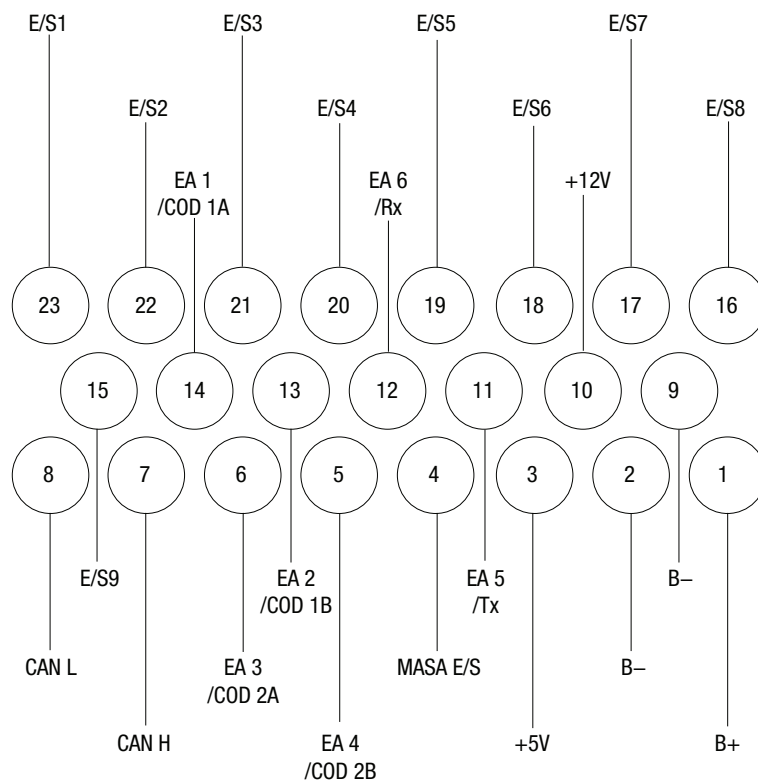 E/S1
E/S3
E/S5
E/S7
E/S2
E/S4
E/S6
E/S8
EA 1
/COD 1A
EA 6
/Rx
+12V
23
22
21
20
19
18
17
16
15
14
13
12
11
10
9
8
7
6
5
4
3
2
1
E/S9
EA 2
/COD 1B
EA 5
/Tx
B–
CAN L
EA 3
/COD 2A
MASA E/S
B–
CAN H
EA 4
/COD 2B
+5V
B+